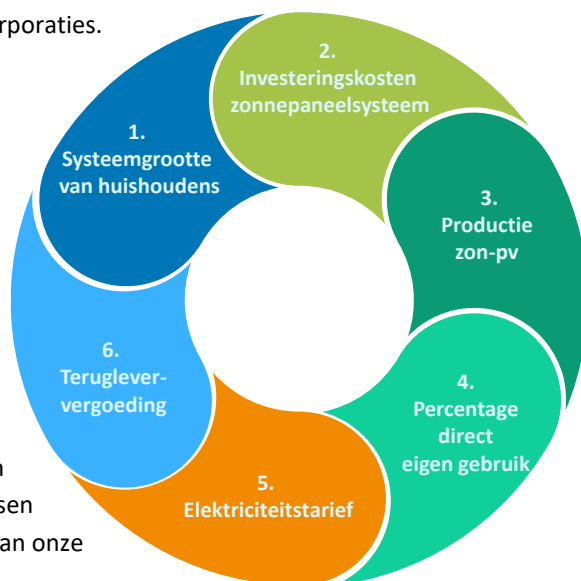 rporaties.
2.
Investeringskosten
zonnepaneelsysteem
1.
Systeemgrootte
van huishoudens
3.
Productie
zon-pv
4.
Percentage
direct
eigen gebruik
5.
Elektriciteitstarief
6.
Teruglever-
vergoeding
n
sen
an onze